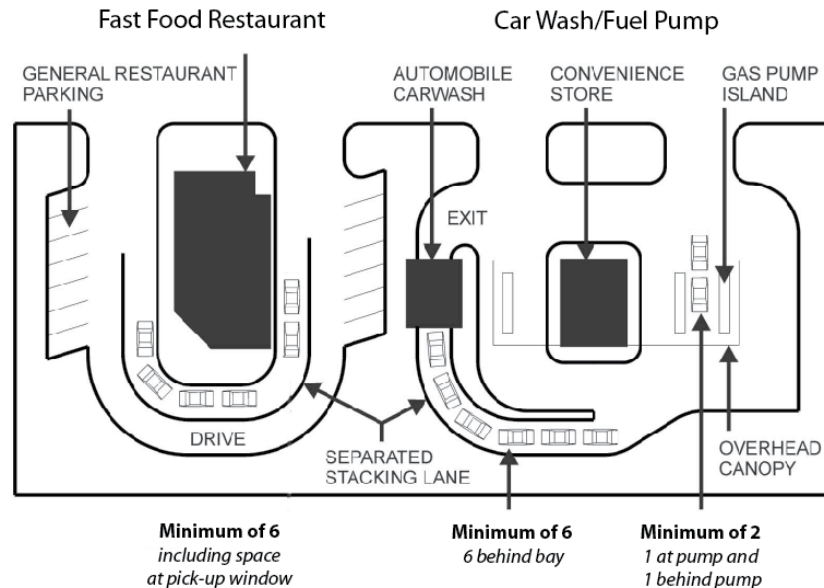 Fast Food Restaurant
Car Wash/Fuel Pump
GENERAL RESTAURANT
PARKING
AUTOMOBILE
CARWASH
CONVENIENCE
STORE
GAS PUMP
ISLAND
EXIT
DRIVE
SEPARATED
STACKING LANE
OVERHEAD
CANOPY
Minimum of 6
including space
at pick-up window
Minimum of 6
6 behind bay
Minimum of 2
1 at pump and
1 behind pump